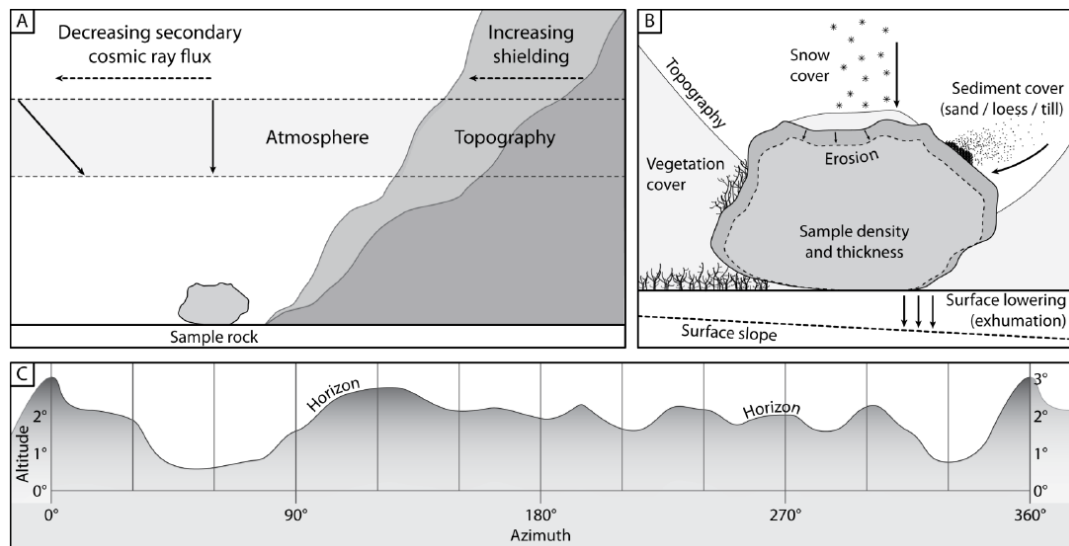 A
Decreasing secondary
cosmic ray flux
Increasing
shielding
Atmosphere
Topography
Sample rock
B
Snow
cover
Topography
Sediment cover
(sand / loess / till)
Vegetation
cover
Erosion
Sample density
and thickness
Surface lowering
(exhumation)
Surface slope
C
Altitude
2°
1°
0°
Horizon
Horizon
3°
2°
1°
0°
0°
90°
180°
270°
360°
Azimuth